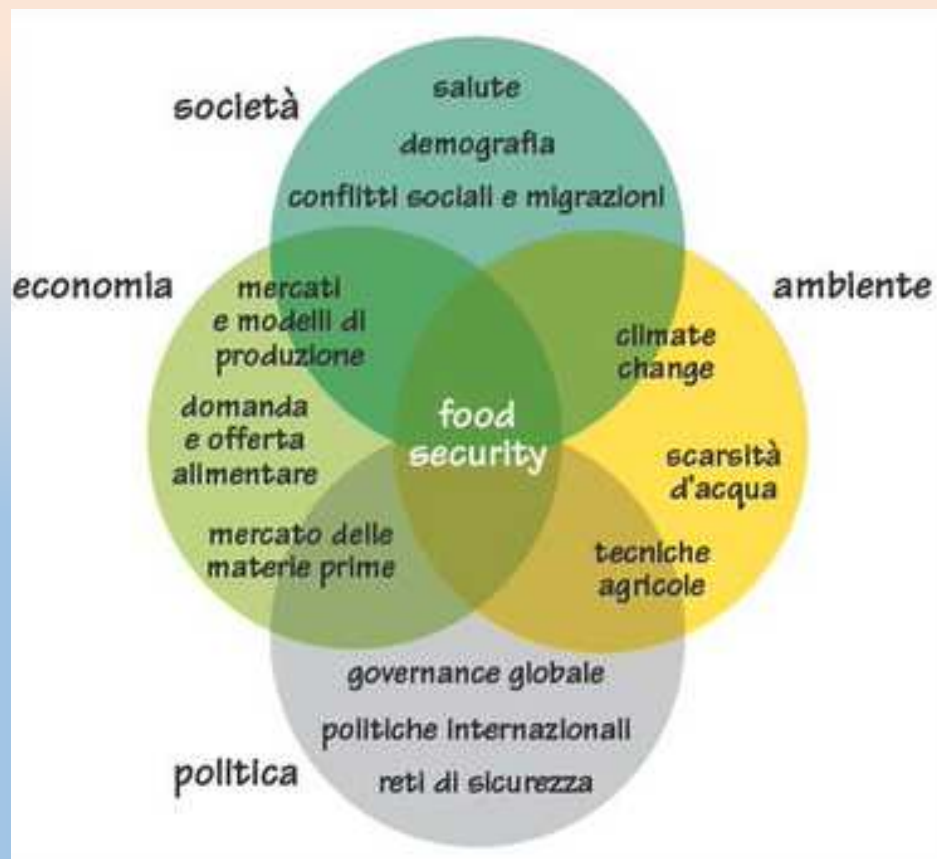 società
salute
demografia
conflitti sociali e migrazioni
economia
mercati
e modelli di
produzione
domanda
e offerta
alimentare
mercato delle
materie prime
food
security
ambiente
climate
change
scarsità
d'acqua
tecniche
agricole
politica
governance globale
politiche internazionali
reti di sicurezza